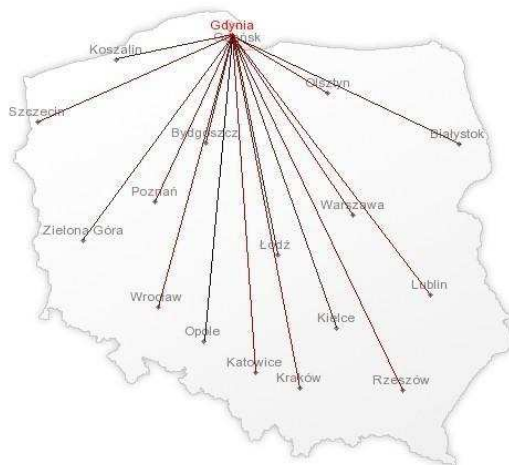 Gdynia
Gdańsk
Koszalin
Olsztyn
Szczecin
Bydgoszcz
Białystok
Poznań
Warszawa
Zielona Góra
Łódź
Lublin
Wrocław
Kielce
Opole
Katowice
Kraków
Rzeszów